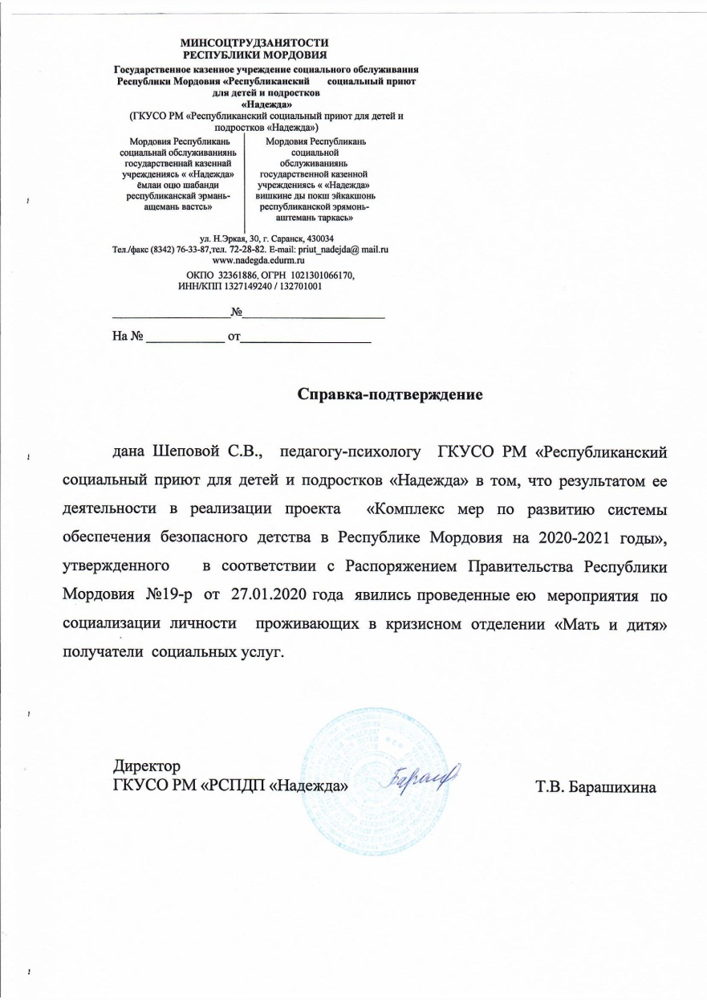 МИНСОЦТРУДЗАНЯТОСТИ
РЕСПУБЛИКИ МОРДОВИЯ
Государственное казенное учреждение социального обслуживания
Республики Мордовия «Республиканский социальный приют
для детей и подростков
«Надежда»
(ГКУСО РМ «Республиканский социальный приют для детей и
подростков «Надежда»)
Мордовия Республикань
социальнай обслуживаниянь
государственнай казеннай
учреждениясь « «Надежда»
ёмлаи оцю шабанди
республиканскай эрмань-
ащемань вастсь»
Мордовия Республикань
социальной
обслуживаниянь
государственной казенной
учреждениясь « «Надежда»
вишкине ды покш эйкакшонь
республиканской эрямонь-
аштемань таркась»
ул. Н.Эркая, 30, г. Саранск, 430034
Тел./факс (8342) 76-33-87,тел. 72-28-82. E-mail: priut_nadejda@ mail.ru
www.nadegda.edurm.ru
ОКПО 32361886, ОГРН 1021301066170,
ИНН/КПП 1327149240 / 132701001
__________________№______________________
На № ____________ от____________________
Справка-подтверждение
дана Шеповой С.В., педагогу-психологу ГКУСО РМ «Республиканский
социальный приют для детей и подростков «Надежда» в том, что результатом ее
деятельности в реализации проекта «Комплекс мер по развитию системы
обеспечения безопасного детства в Республике Мордовия на 2020-2021 годы»,
утвержденного в соответствии с Распоряжением Правительства Республики
Мордовия №19-р от 27.01.2020 года явились проведенные ею мероприятия по
социализации личности проживающих в кризисном отделении «Мать и дитя»
получатели социальных услуг.
Директор
ГКУСО РМ «РСПДП «Надежда»
Т.В. Барашихина